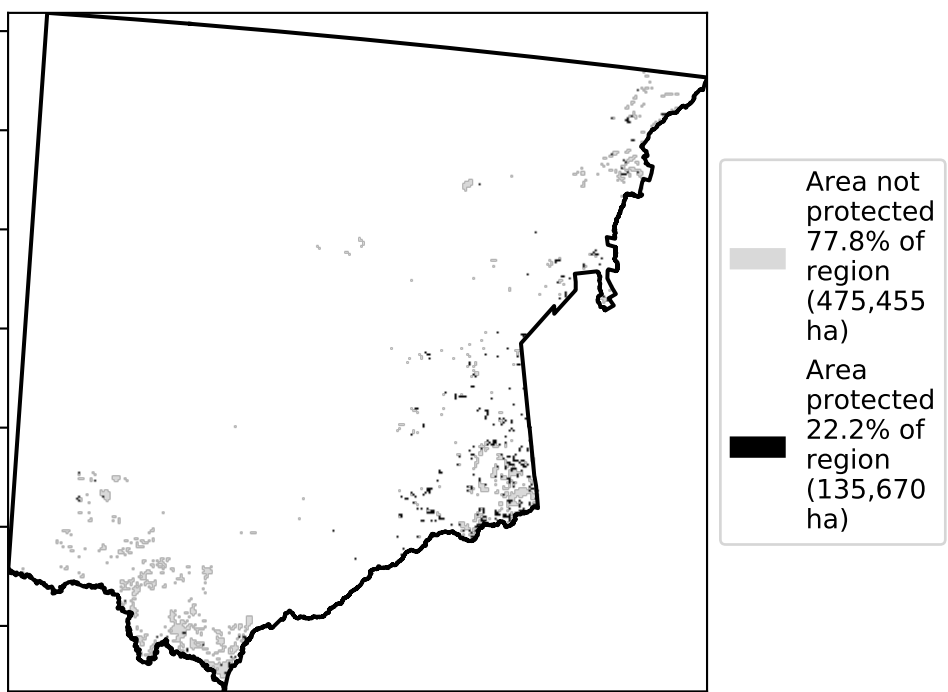 Area not
protected
77.8% of
region
(475,455
ha)
Area
protected
22.2% of
region
(135,670
ha)